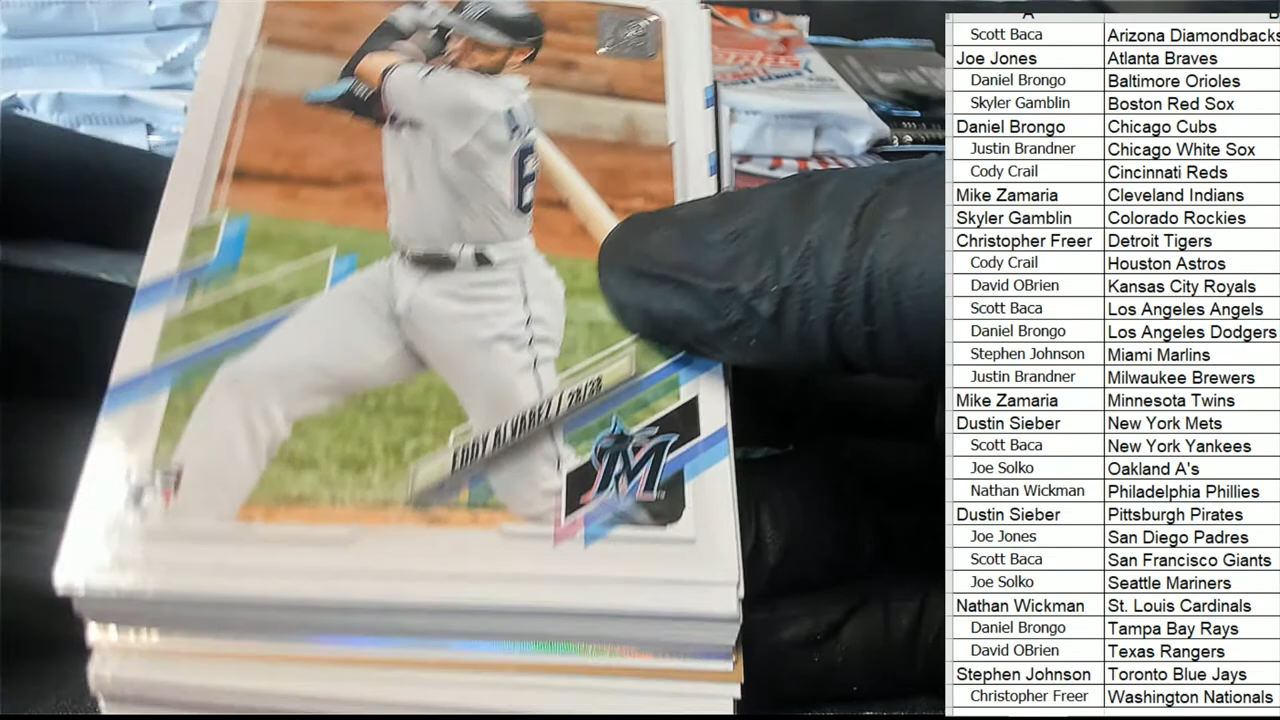 A
Scott Baca Arizona Diamondbacks
Joe Jones Atlanta Braves
Daniel Brongo Baltimore Orioles
Skyler Gamblin Boston Red Sox
Daniel Brongo Chicago Cubs
Justin Brandner Chicago White Sox
Cody Crail Cincinnati Reds
Mike Zamaria Cleveland Indians
Skyler Gamblin Colorado Rockies
Christopher Freer Detroit Tigers
Cody Crail Houston Astros
David OBrien Kansas City Royals
Scott Baca Los Angeles Angels
Daniel Brongo Los Angeles Dodgers
Stephen Johnson Miami Marlins
Justin Brandner Milwaukee Brewers
Mike Zamaria Minnesota Twins
Dustin Sieber New York Mets
Scott Baca New York Yankees
Joe Solko Oakland A's
Nathan Wickman Philadelphia Phillies
Dustin Sieber Pittsburgh Pirates
Joe Jones San Diego Padres
Scott Baca San Francisco Giants
Joe Solko Seattle Mariners
Nathan Wickman St. Louis Cardinals
Daniel Brongo Tampa Bay Rays
David OBrien Texas Rangers
Stephen Johnson Toronto Blue Jays
Christopher Freer Washington Nationals
EDDY ALVAREZ
M